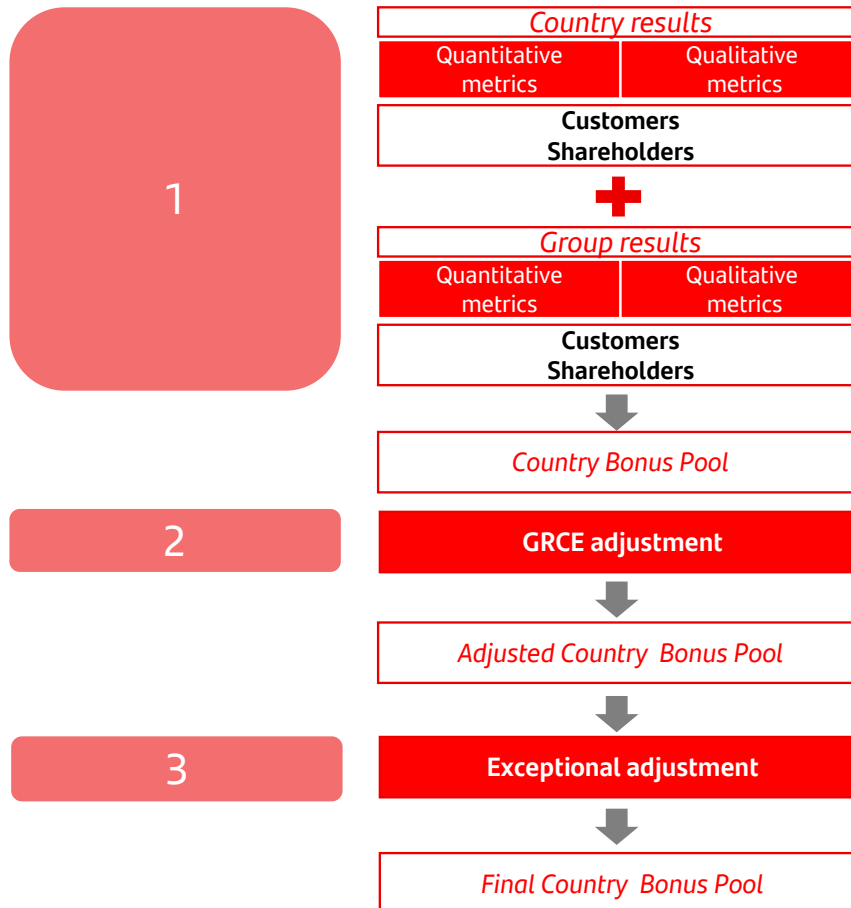 1
Country results
Quantitative metrics
Qualitative metrics
Customers
Shareholders
Group results
Quantitative metrics
Qualitative metrics
Customers
Shareholders
Country Bonus Pool
2
GRCE adjustment
Adjusted Country Bonus Pool
3
Exceptional adjustment
Final Country Bonus Pool